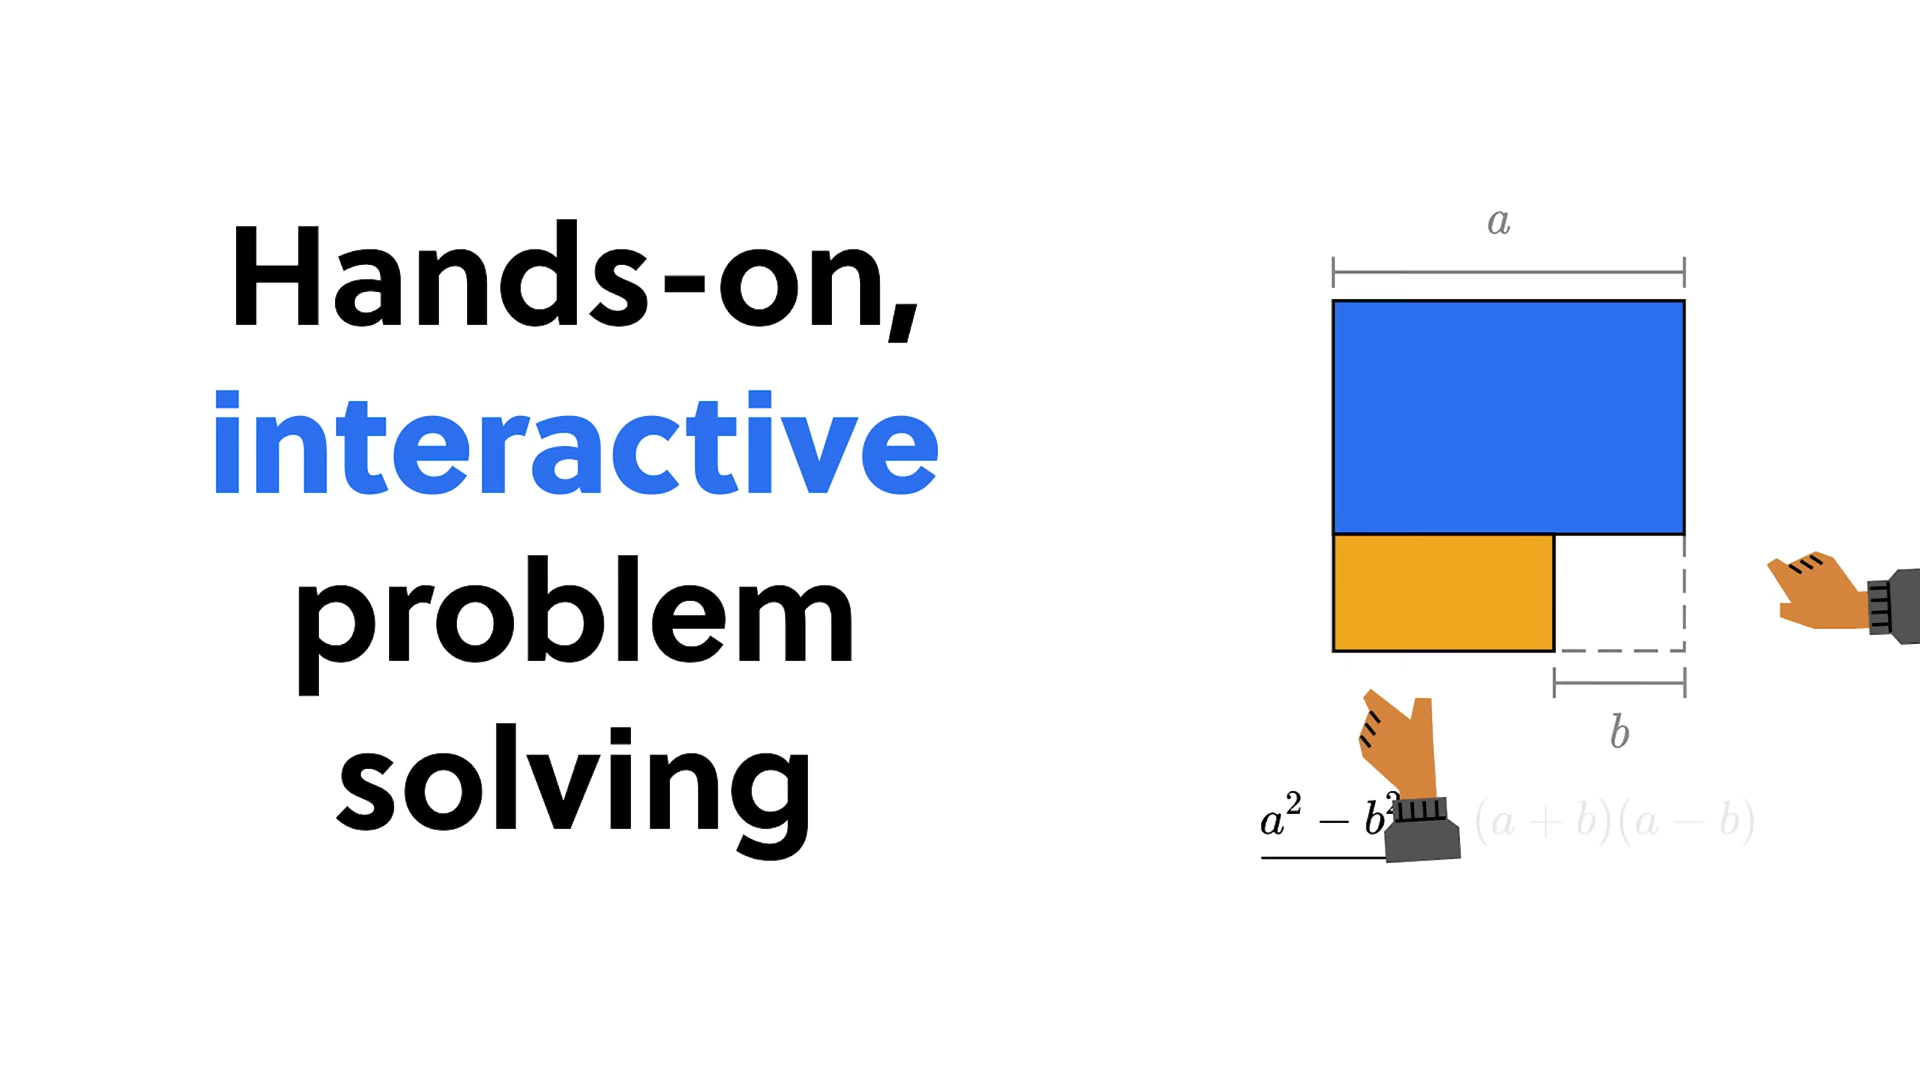 Hands-on,
interactive
problem
solving
a
b
a² − b² (a + b)(a − b)